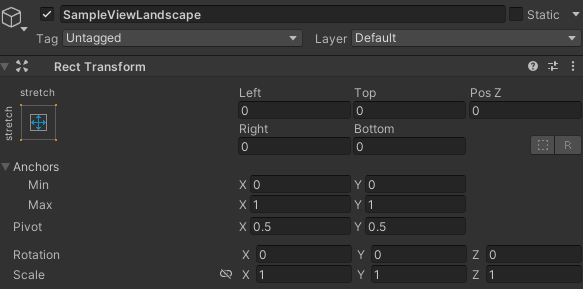 SampleViewLandscape Static
Tag Untagged Layer Default
Rect Transform
stretch
stretch
Left Top Pos Z
0 0 0
Right Bottom
0 0 R
Anchors
Min X 0 Y 0
Max X 1 Y 1
Pivot X 0.5 Y 0.5
Rotation X 0 Y 0 Z 0
Scale X 1 Y 1 Z 1